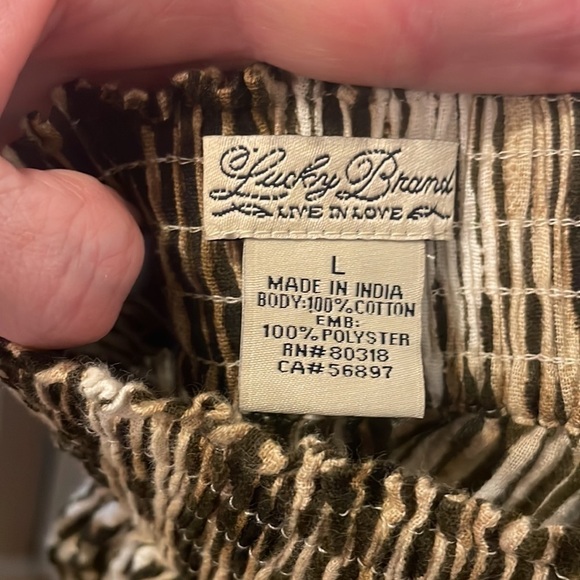 Lucky Brand
LIVE IN LOVE
L
MADE IN INDIA
BODY:100%COTTON
EMB:
100%POLYSTER
RN#80318
CA#56897